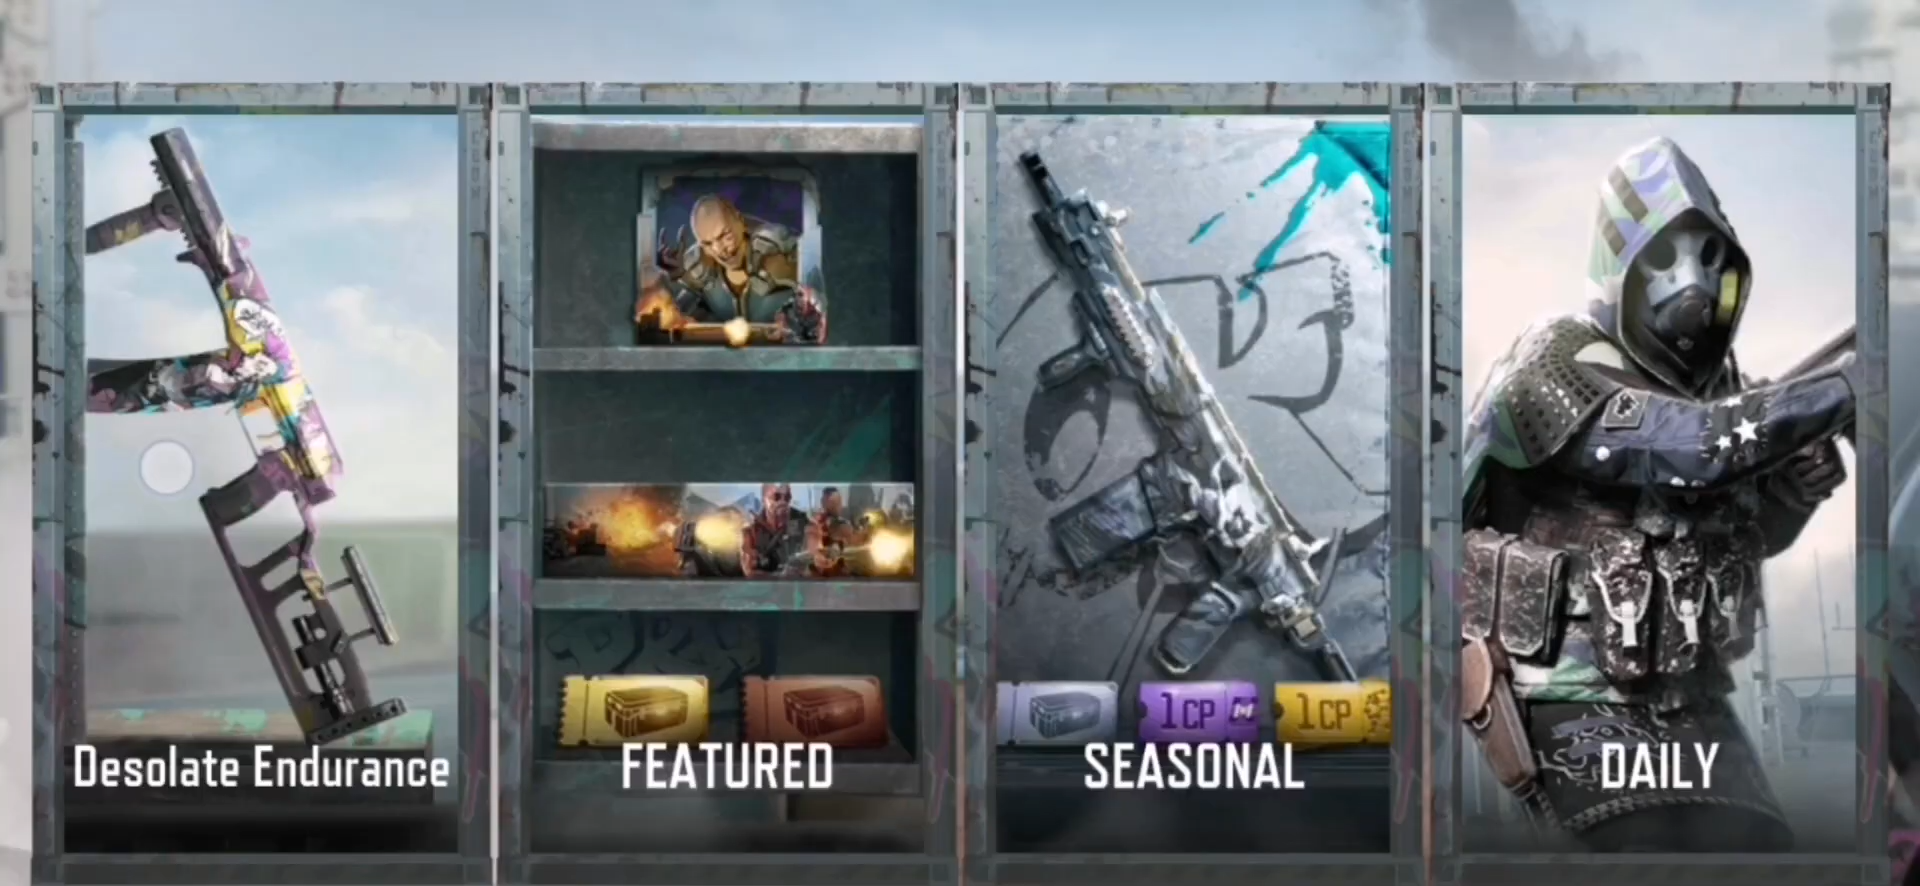 Desolate Endurance
FEATURED
1CP
1CP
SEASONAL
DAILY